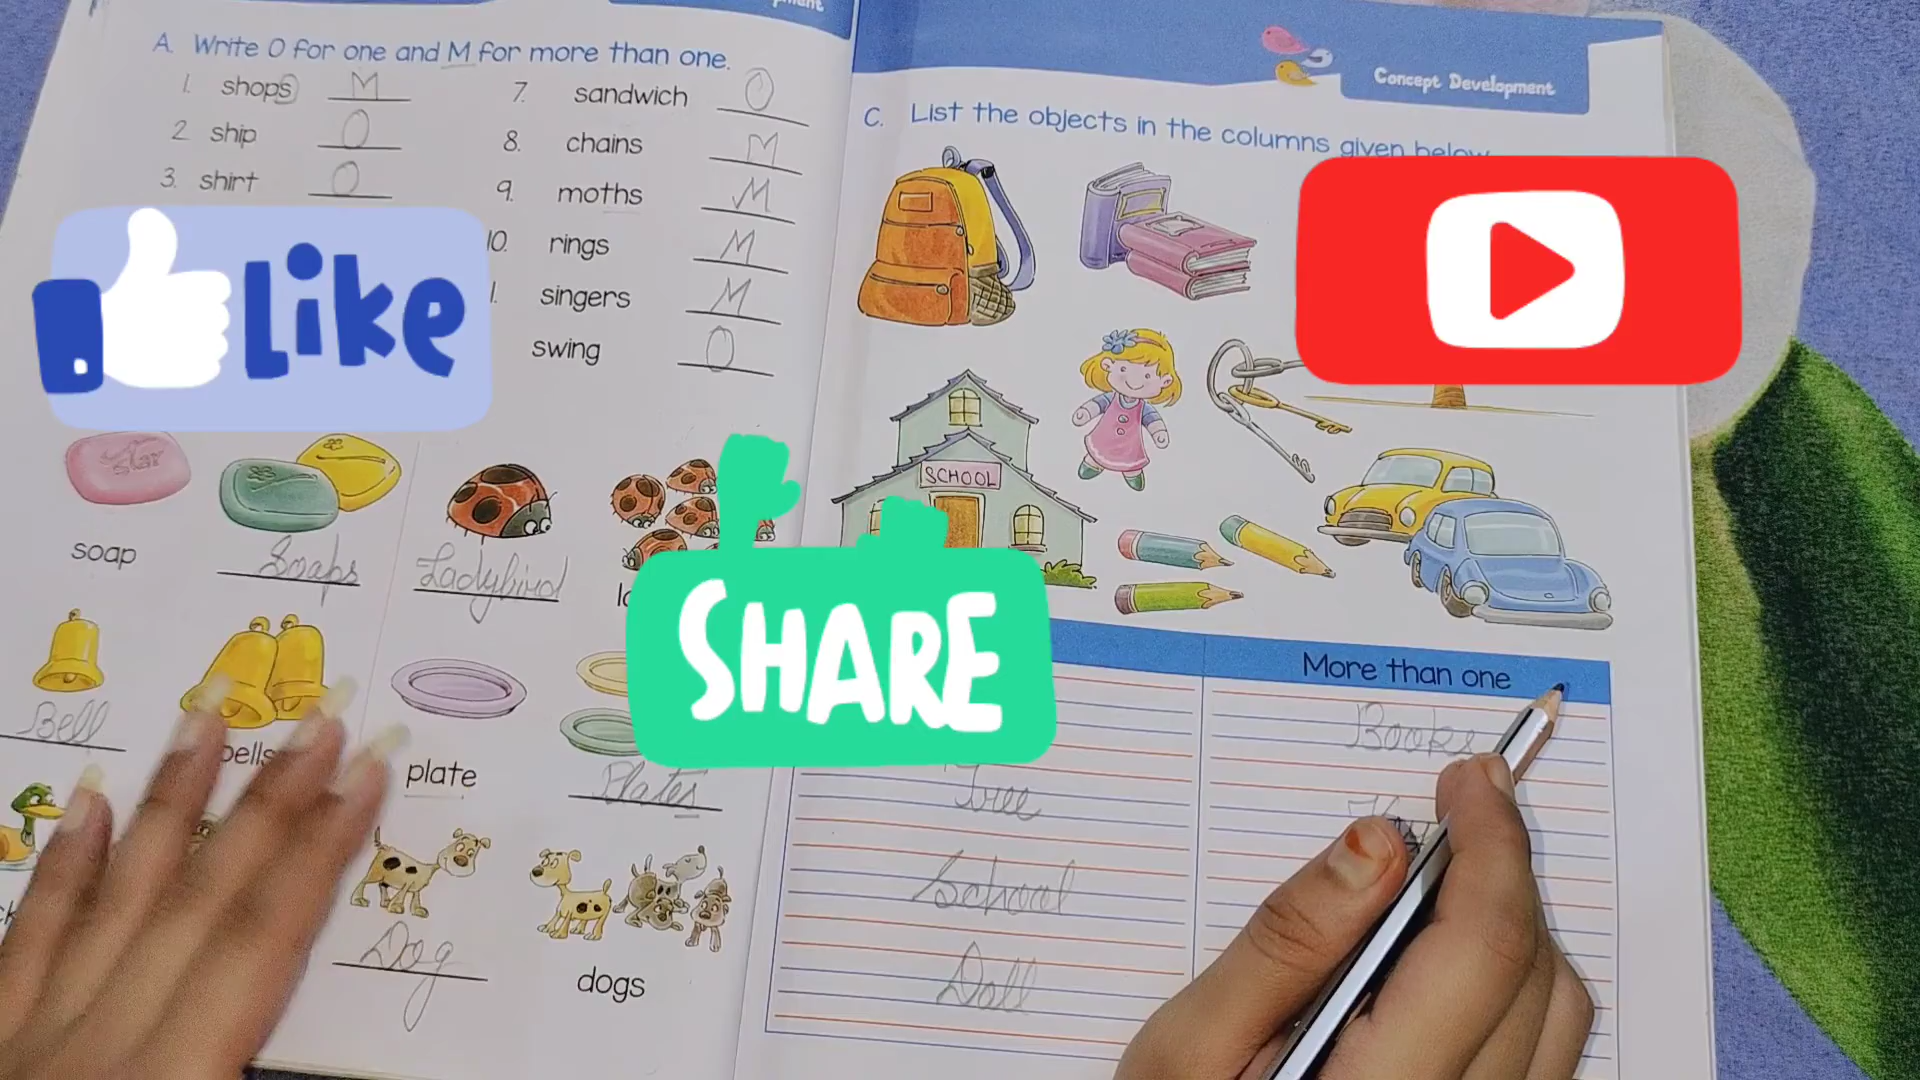 A. Write O for one and M for more than one.
1. shops M
2. ship O
3. shirt O
7. sandwich O
8. chains M
9. moths M
10. rings M
singers M
swing O
Like
soap
Soaps
Ladybird
Bell
bells
plate
Plates
Dog
dogs
Concept Development
C. List the objects in the columns given below
SCHOOL
SHARE
More than one
Books
Tree
School
Doll